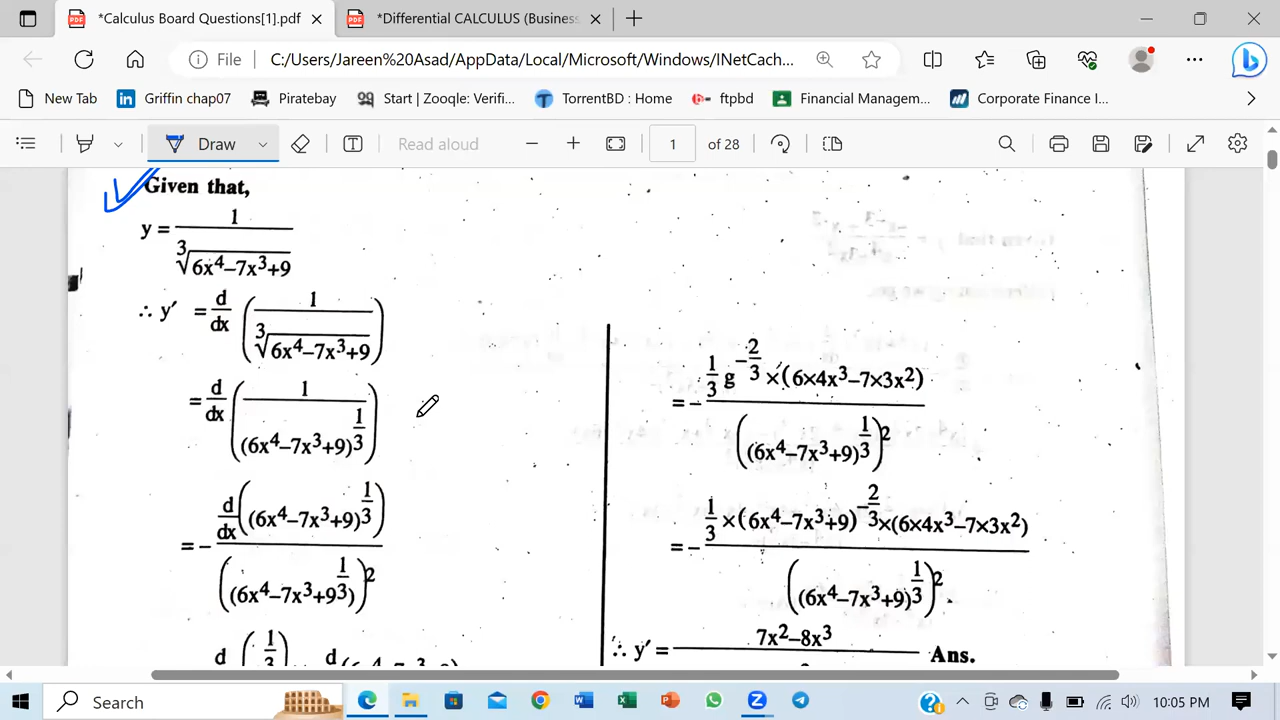 *Calculus Board Questions[1].pdf
*Differential CALCULUS (Business
File
C:/Users/Jareen%20Asad/AppData/Local/Microsoft/Windows/INetCach...
New Tab
Griffin chap07
Piratebay
Start | Zooqle: Verifi...
TorrentBD : Home
ftpbd
Financial Managem...
Corporate Finance I...
Draw
Read aloud
1 of 28
Given that,
y = 1/∛(6x⁴–7x³+9)
∴ y′ = d/dx (1/∛(6x⁴–7x³+9))
= d/dx (1/(6x⁴–7x³+9)^(1/3))
= – d/dx((6x⁴–7x³+9)^(1/3)) / ((6x⁴–7x³+9^(1/3)))²
= – (1/3 g^(–2/3) ×(6×4x³–7×3x²)) / ((6x⁴–7x³+9)^(1/3))²
= – (1/3 ×(6x⁴–7x³+9)^(–2/3) ×(6×4x³–7×3x²)) / ((6x⁴–7x³+9)^(1/3))²
∴ y′ = 7x²–8x³ Ans.
Search
10:05 PM